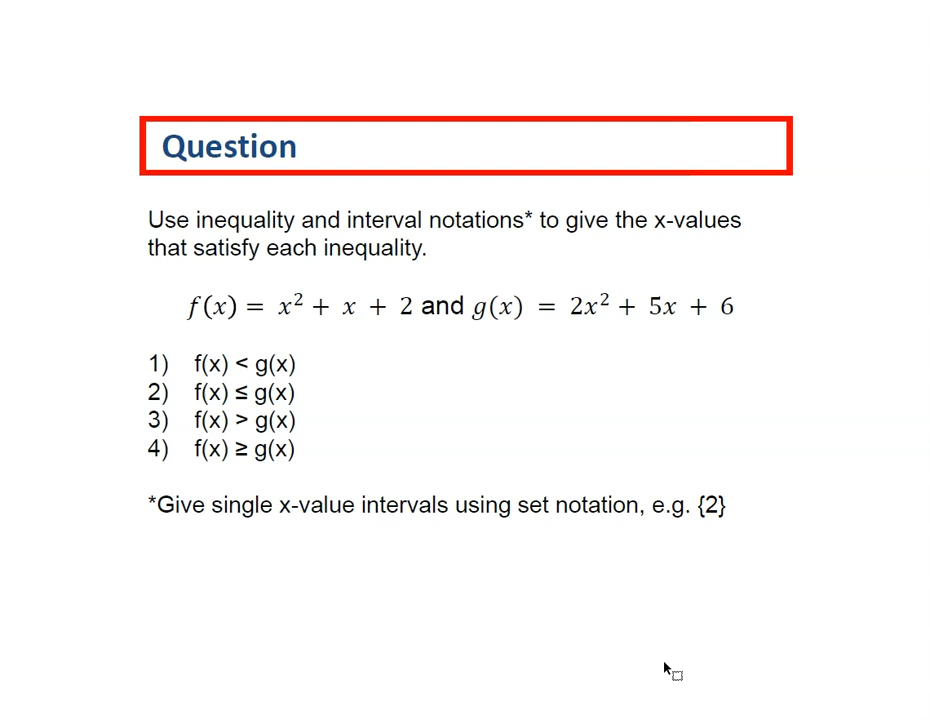 Question
Use inequality and interval notations* to give the x-values
that satisfy each inequality.
f(x) = x² + x + 2 and g(x) = 2x² + 5x + 6
1) f(x) < g(x)
2) f(x) ≤ g(x)
3) f(x) > g(x)
4) f(x) ≥ g(x)
*Give single x-value intervals using set notation, e.g. {2}